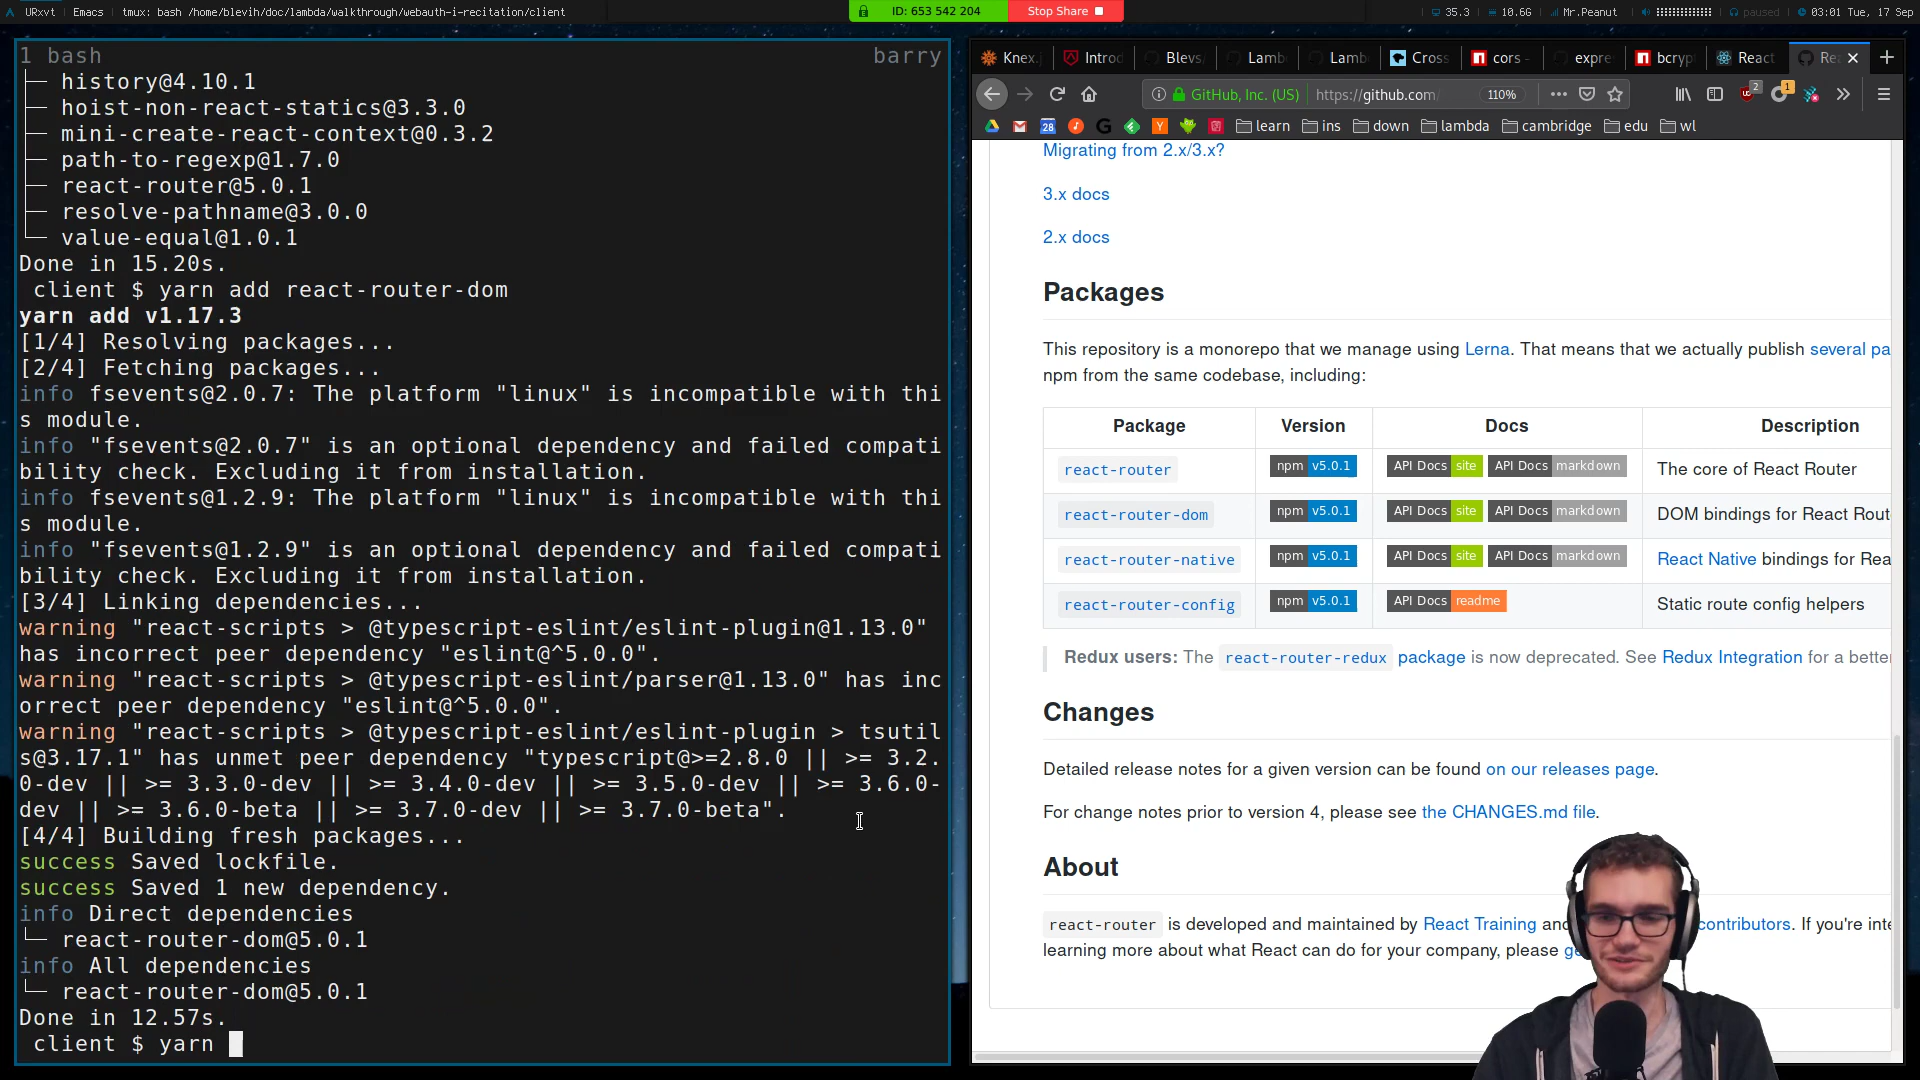 URxvt Emacs tmux: bash /home/blevih/doc/lambda/walkthrough/webauth-i-recitation/client
ID: 653 542 204 Stop Share
35.3 10.6G Mr.Peanut paused 03:01 Tue, 17 Sep
1 bash barry
├─ history@4.10.1
├─ hoist-non-react-statics@3.3.0
├─ mini-create-react-context@0.3.2
├─ path-to-regexp@1.7.0
├─ react-router@5.0.1
├─ resolve-pathname@3.0.0
└─ value-equal@1.0.1
Done in 15.20s.
client $ yarn add react-router-dom
yarn add v1.17.3
[1/4] Resolving packages...
[2/4] Fetching packages...
info fsevents@2.0.7: The platform "linux" is incompatible with thi
s module.
info "fsevents@2.0.7" is an optional dependency and failed compati
bility check. Excluding it from installation.
info fsevents@1.2.9: The platform "linux" is incompatible with thi
s module.
info "fsevents@1.2.9" is an optional dependency and failed compati
bility check. Excluding it from installation.
[3/4] Linking dependencies...
warning "react-scripts > @typescript-eslint/eslint-plugin@1.13.0"
has incorrect peer dependency "eslint@^5.0.0".
warning "react-scripts > @typescript-eslint/parser@1.13.0" has inc
orrect peer dependency "eslint@^5.0.0".
warning "react-scripts > @typescript-eslint/eslint-plugin > tsutil
s@3.17.1" has unmet peer dependency "typescript@>=2.8.0 || >= 3.2.
0-dev || >= 3.3.0-dev || >= 3.4.0-dev || >= 3.5.0-dev || >= 3.6.0-
dev || >= 3.6.0-beta || >= 3.7.0-dev || >= 3.7.0-beta".
[4/4] Building fresh packages...
success Saved lockfile.
success Saved 1 new dependency.
info Direct dependencies
└─ react-router-dom@5.0.1
info All dependencies
└─ react-router-dom@5.0.1
Done in 12.57s.
client $ yarn
Knex.j Introd Blevs Lamb Lamb Cross cors - expre bcryp React Rea
GitHub, Inc. (US) https://github.com 110% 2 1
28 learn ins down lambda cambridge edu wl
Migrating from 2.x/3.x?
3.x docs
2.x docs
Packages
This repository is a monorepo that we manage using Lerna. That means that we actually publish several pa
npm from the same codebase, including:
Package Version Docs Description
react-router npm v5.0.1 API Docs site API Docs markdown The core of React Router
react-router-dom npm v5.0.1 API Docs site API Docs markdown DOM bindings for React Rout
react-router-native npm v5.0.1 API Docs site API Docs markdown React Native bindings for Rea
react-router-config npm v5.0.1 API Docs readme Static route config helpers
Redux users: The react-router-redux package is now deprecated. See Redux Integration for a better
Changes
Detailed release notes for a given version can be found on our releases page.
For change notes prior to version 4, please see the CHANGES.md file.
About
react-router is developed and maintained by React Training and contributors. If you're inte
learning more about what React can do for your company, please ge